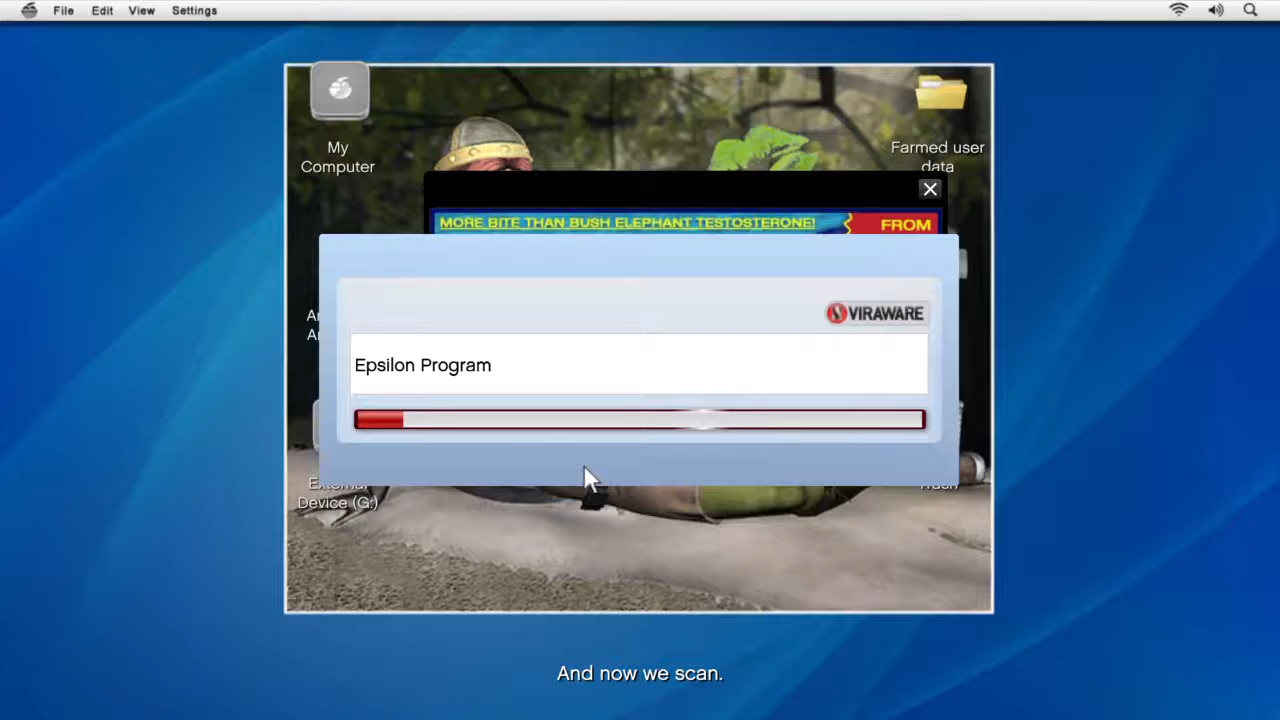 File Edit View Settings
My
Computer
Farmed user
data
MORE BITE THAN BUSH ELEPHANT TESTOSTERONE!
FROM
VIRAWARE
Epsilon Program
Device (G:)
And now we scan.